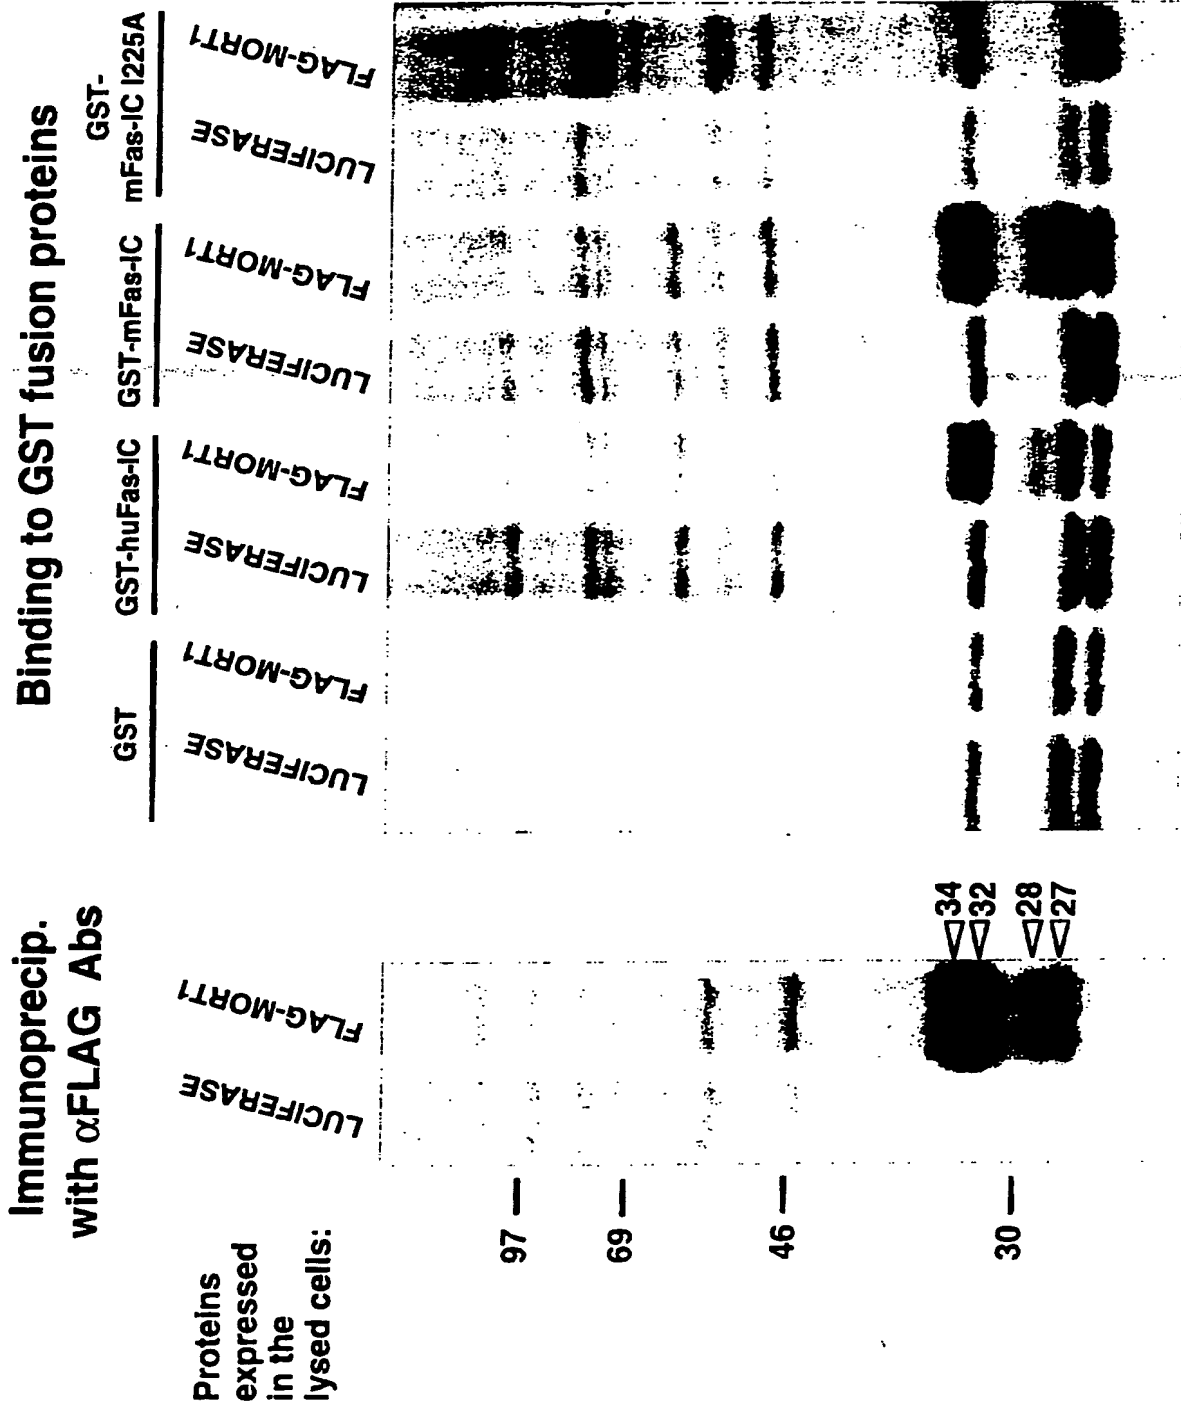 Immunoprecip.
with αFLAG Abs
Binding to GST fusion proteins
GST
GST-huFas-IC
GST-mFas-IC
GST-
mFas-IC I225A
Proteins
expressed
in the
lysed cells:
LUCIFERASE
FLAG-MORT1
LUCIFERASE
FLAG-MORT1
LUCIFERASE
FLAG-MORT1
LUCIFERASE
FLAG-MORT1
LUCIFERASE
FLAG-MORT1
97
69
46
30
34
32
28
27